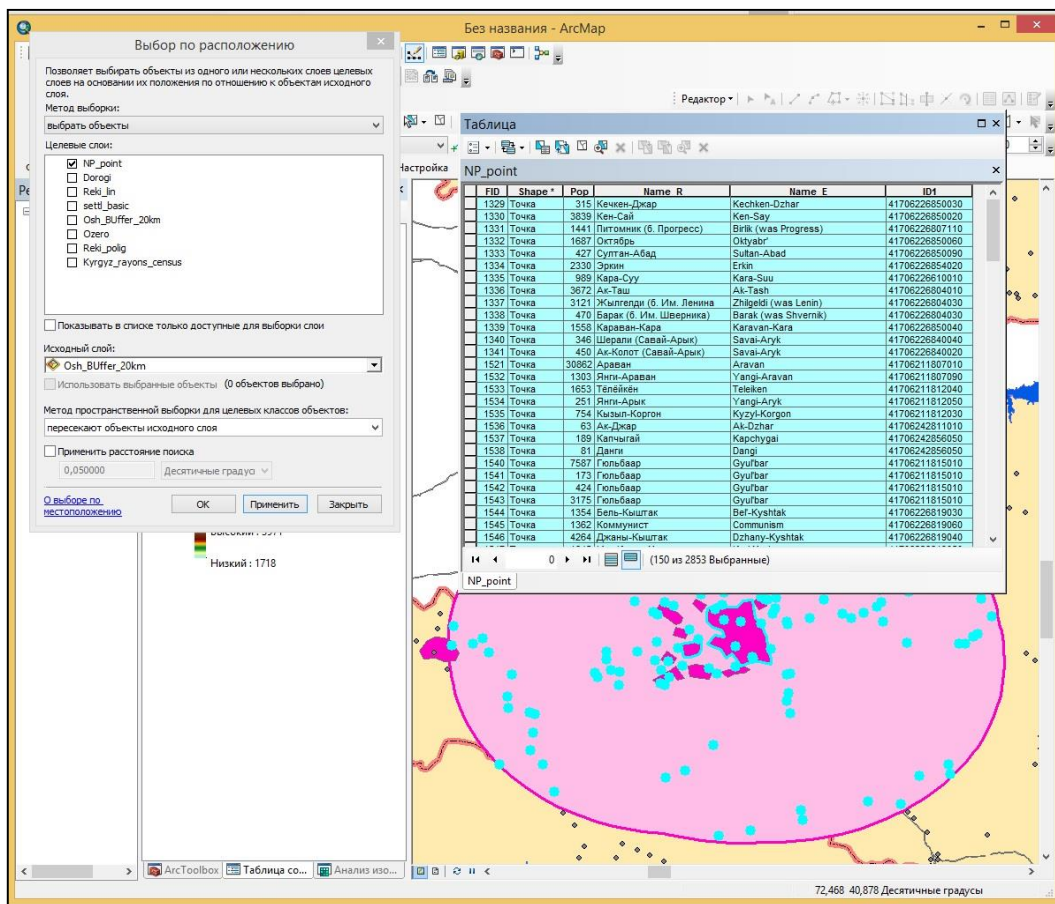 Без названия - ArcMap
Выбор по расположению
Позволяет выбирать объекты из одного или нескольких слоев целевых
слоев на основании их положения по отношению к объектам исходного
слоя.
Метод выборки:
выбрать объекты
Целевые слои:
NP_point
Dorogi
Reki_lin
settl_basic
Osh_BUffer_20km
Ozero
Reki_polig
Kyrgyz_rayons_census
Показывать в списке только доступные для выборки слои
Исходный слой:
Osh_BUffer_20km
Использовать выбранные объекты (0 объектов выбрано)
Метод пространственной выборки для целевых классов объектов:
пересекают объекты исходного слоя
Применить расстояние поиска
0,050000 Десятичные градусы
О выборе по
местоположению
ОК Применить Закрыть
Низкий : 1718
Редактор
Настройка
Таблица
NP_point
FID Shape * Pop Name_R Name_E ID1
1329 Точка 315 Кечкен-Джар Kechken-Dzhar 41706226850030
1330 Точка 3839 Кен-Сай Ken-Say 41706226850020
1331 Точка 1441 Питомник (б. Прогресс) Birlik (was Progress) 41706226807110
1332 Точка 1687 Октябрь Oktyabr' 41706226850060
1333 Точка 427 Султан-Абад Sultan-Abad 41706226850090
1334 Точка 2330 Эркин Erkin 41706226854020
1335 Точка 989 Кара-Суу Kara-Suu 41706226610010
1336 Точка 3672 Ак-Таш Ak-Tash 41706226804010
1337 Точка 3121 Жылгелди (б. Им. Ленина Zhilgeldi (was Lenin) 41706226804030
1338 Точка 470 Барак (б. Им. Шверника) Barak (was Shvernik) 41706226804030
1339 Точка 1558 Караван-Кара Karavan-Kara 41706226850040
1340 Точка 346 Шерали (Савай-Арык) Savai-Aryk 41706226840040
1341 Точка 450 Ак-Колот (Савай-Арык) Savai-Aryk 41706226840020
1521 Точка 30862 Араван Aravan 41706211807010
1532 Точка 1303 Янги-Араван Yangi-Aravan 41706211807090
1533 Точка 1653 Тёлёйкён Teleiken 41706211812040
1534 Точка 251 Янги-Арык Yangi-Aryk 41706211812050
1535 Точка 754 Кызыл-Коргон Kyzyl-Korgon 41706211812030
1536 Точка 63 Ак-Джар Ak-Dzhar 41706242811010
1537 Точка 189 Капчыгай Kapchygai 41706242856050
1538 Точка 81 Данги Dangi 41706242856050
1540 Точка 7587 Гюльбаар Gyul'bar 41706211815010
1541 Точка 173 Гюльбаар Gyul'bar 41706211815010
1542 Точка 424 Гюльбаар Gyul'bar 41706211815010
1543 Точка 3175 Гюльбаар Gyul'bar 41706211815010
1544 Точка 1354 Бель-Кыштак Bel'-Kyshtak 41706226819030
1545 Точка 1362 Коммунист Communism 41706226819060
1546 Точка 4264 Джаны-Кыштак Dzhany-Kyshtak 41706226819040
0 (150 из 2853 Выбранные)
NP_point
ArcToolbox Таблица со... Анализ изо...
72,468 40,878 Десятичные градусы